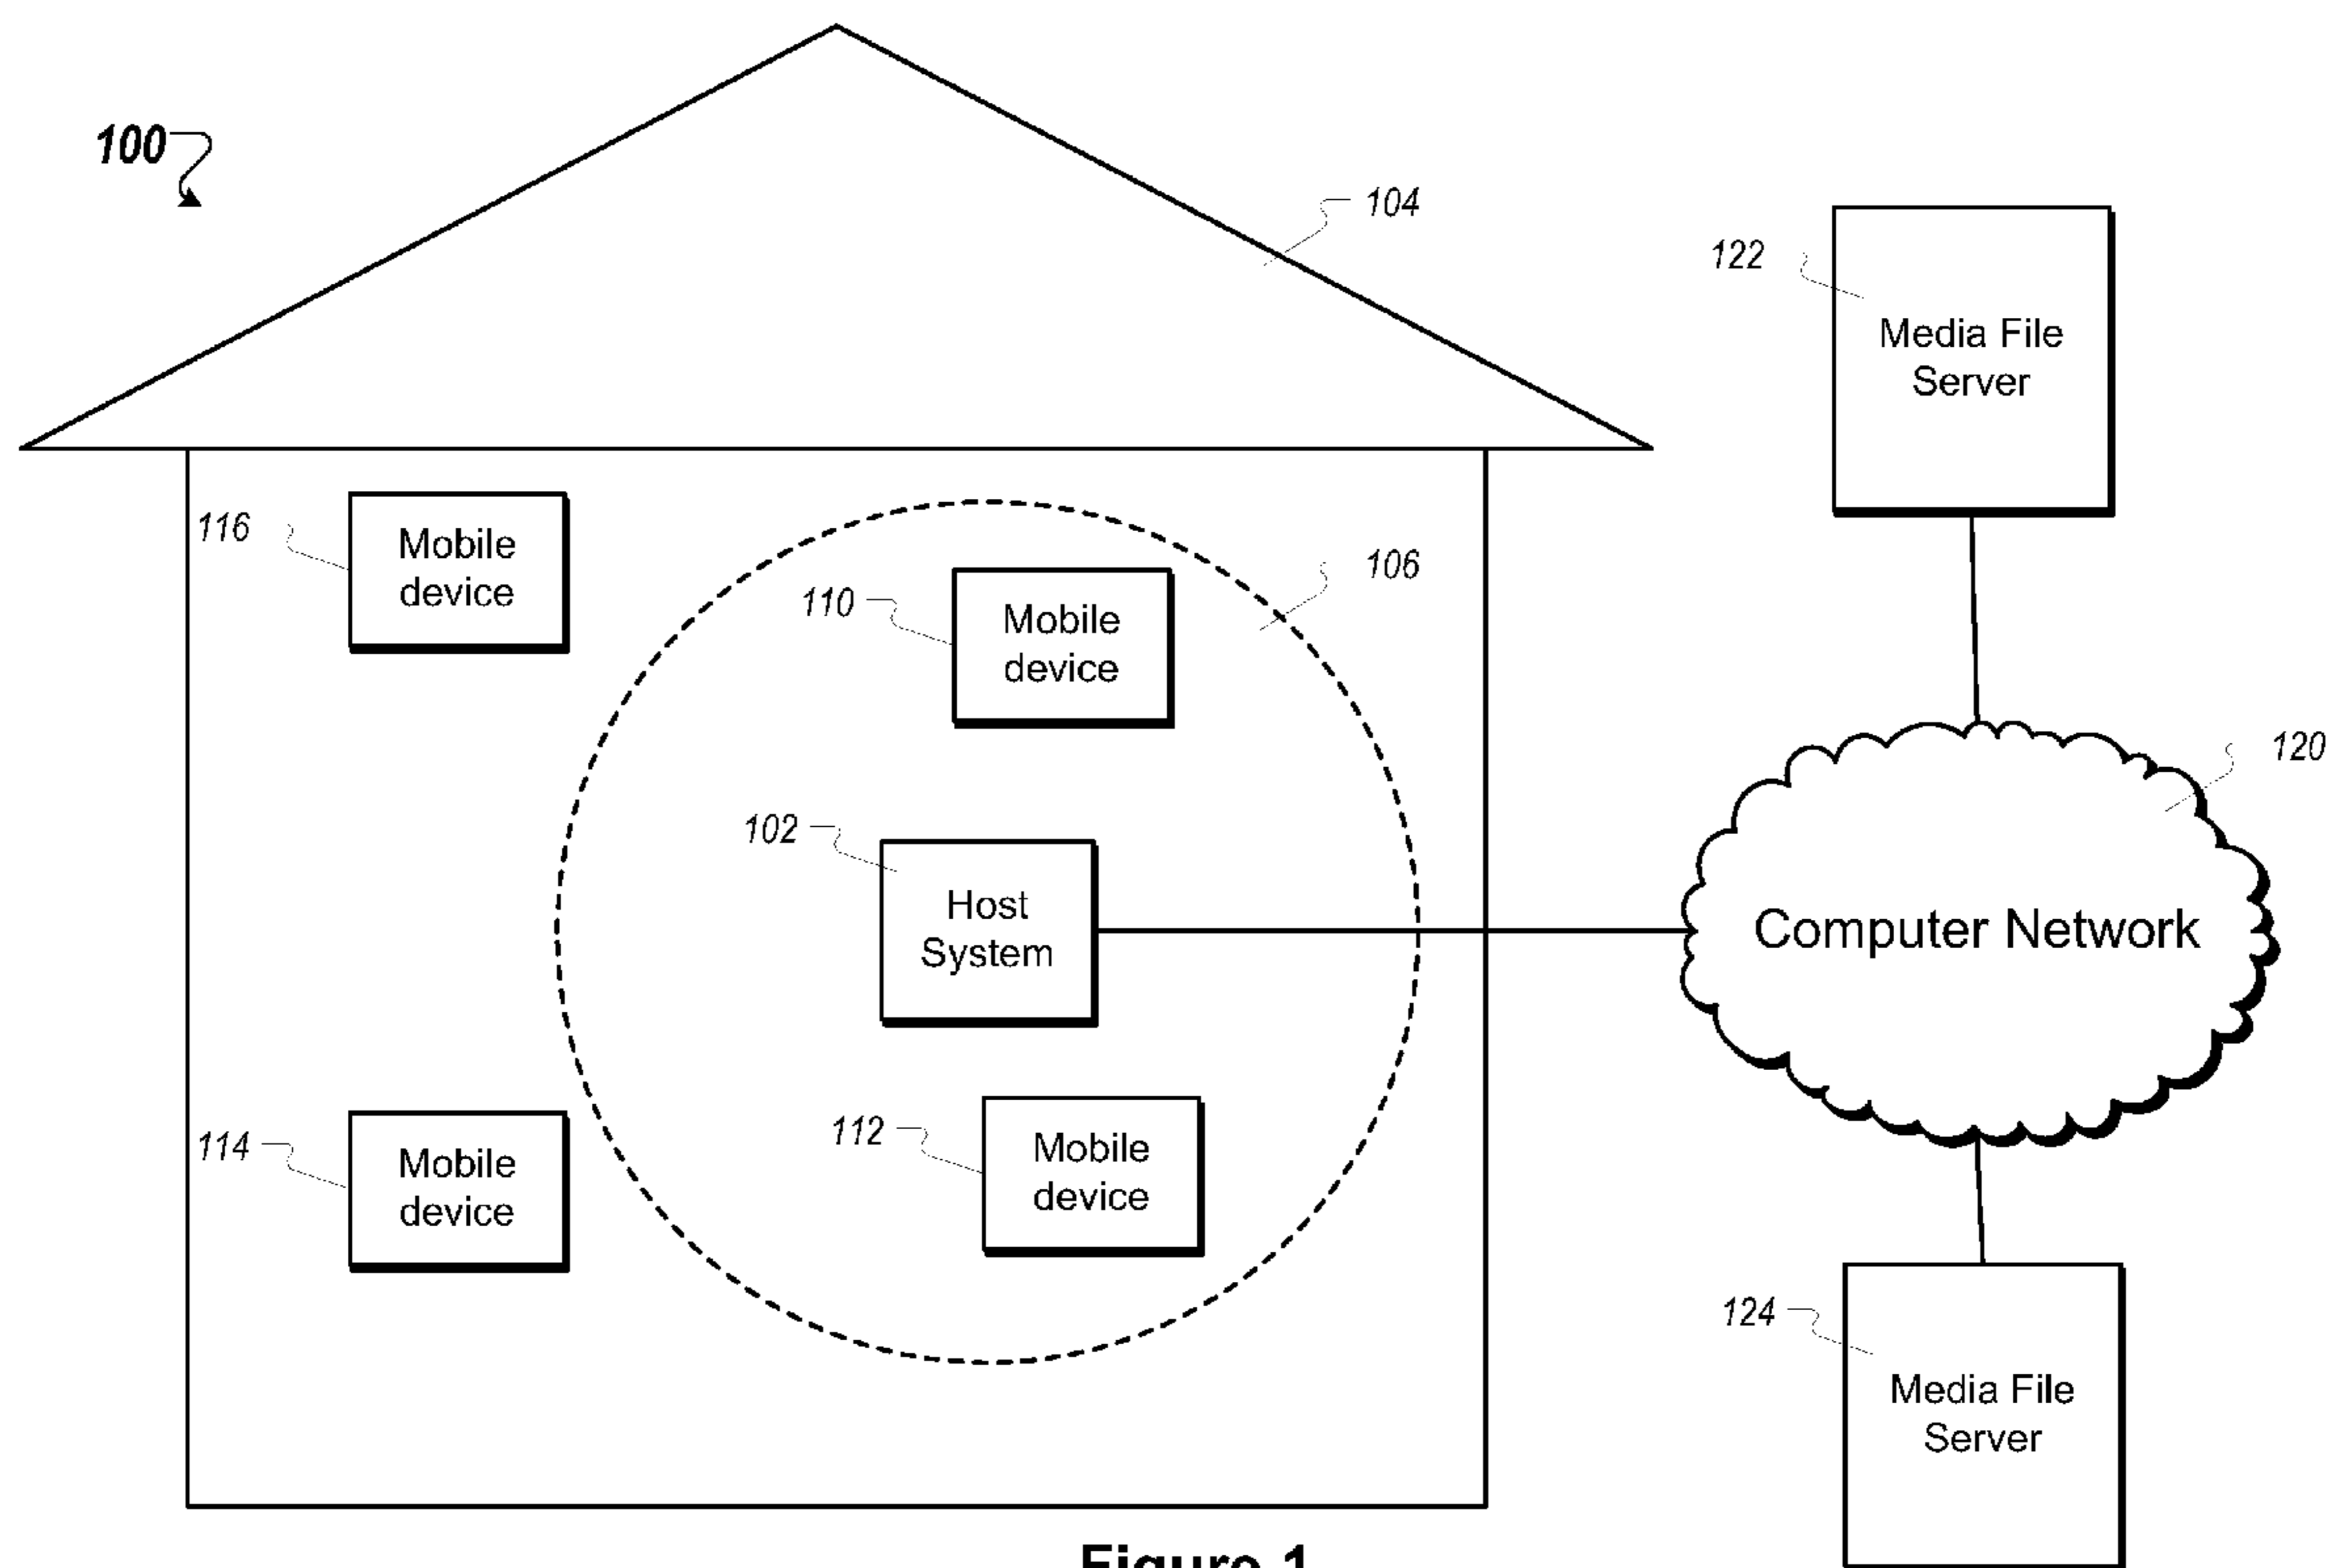 100
104
122
Media File
Server
116
Mobile
device
106
110
Mobile
device
120
102
Host
System
Computer Network
114
Mobile
device
112
Mobile
device
124
Media File
Server
Figure 1